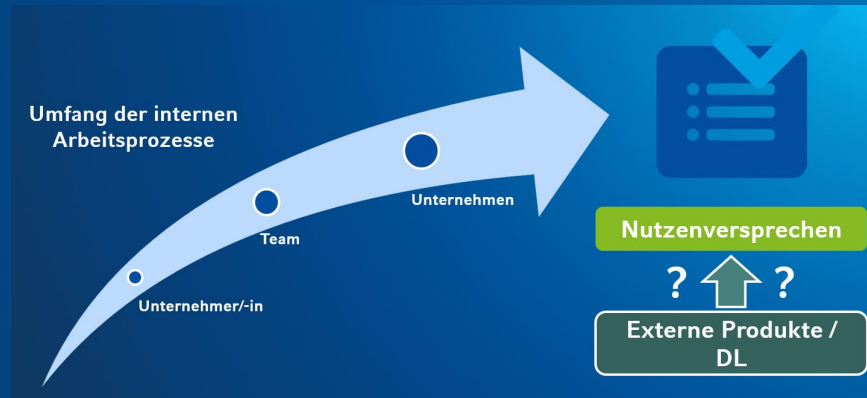 Umfang der internen
Arbeitsprozesse
Unternehmen
Team
Unternehmer/-in
Nutzenversprechen
? ?
Externe Produkte /
DL